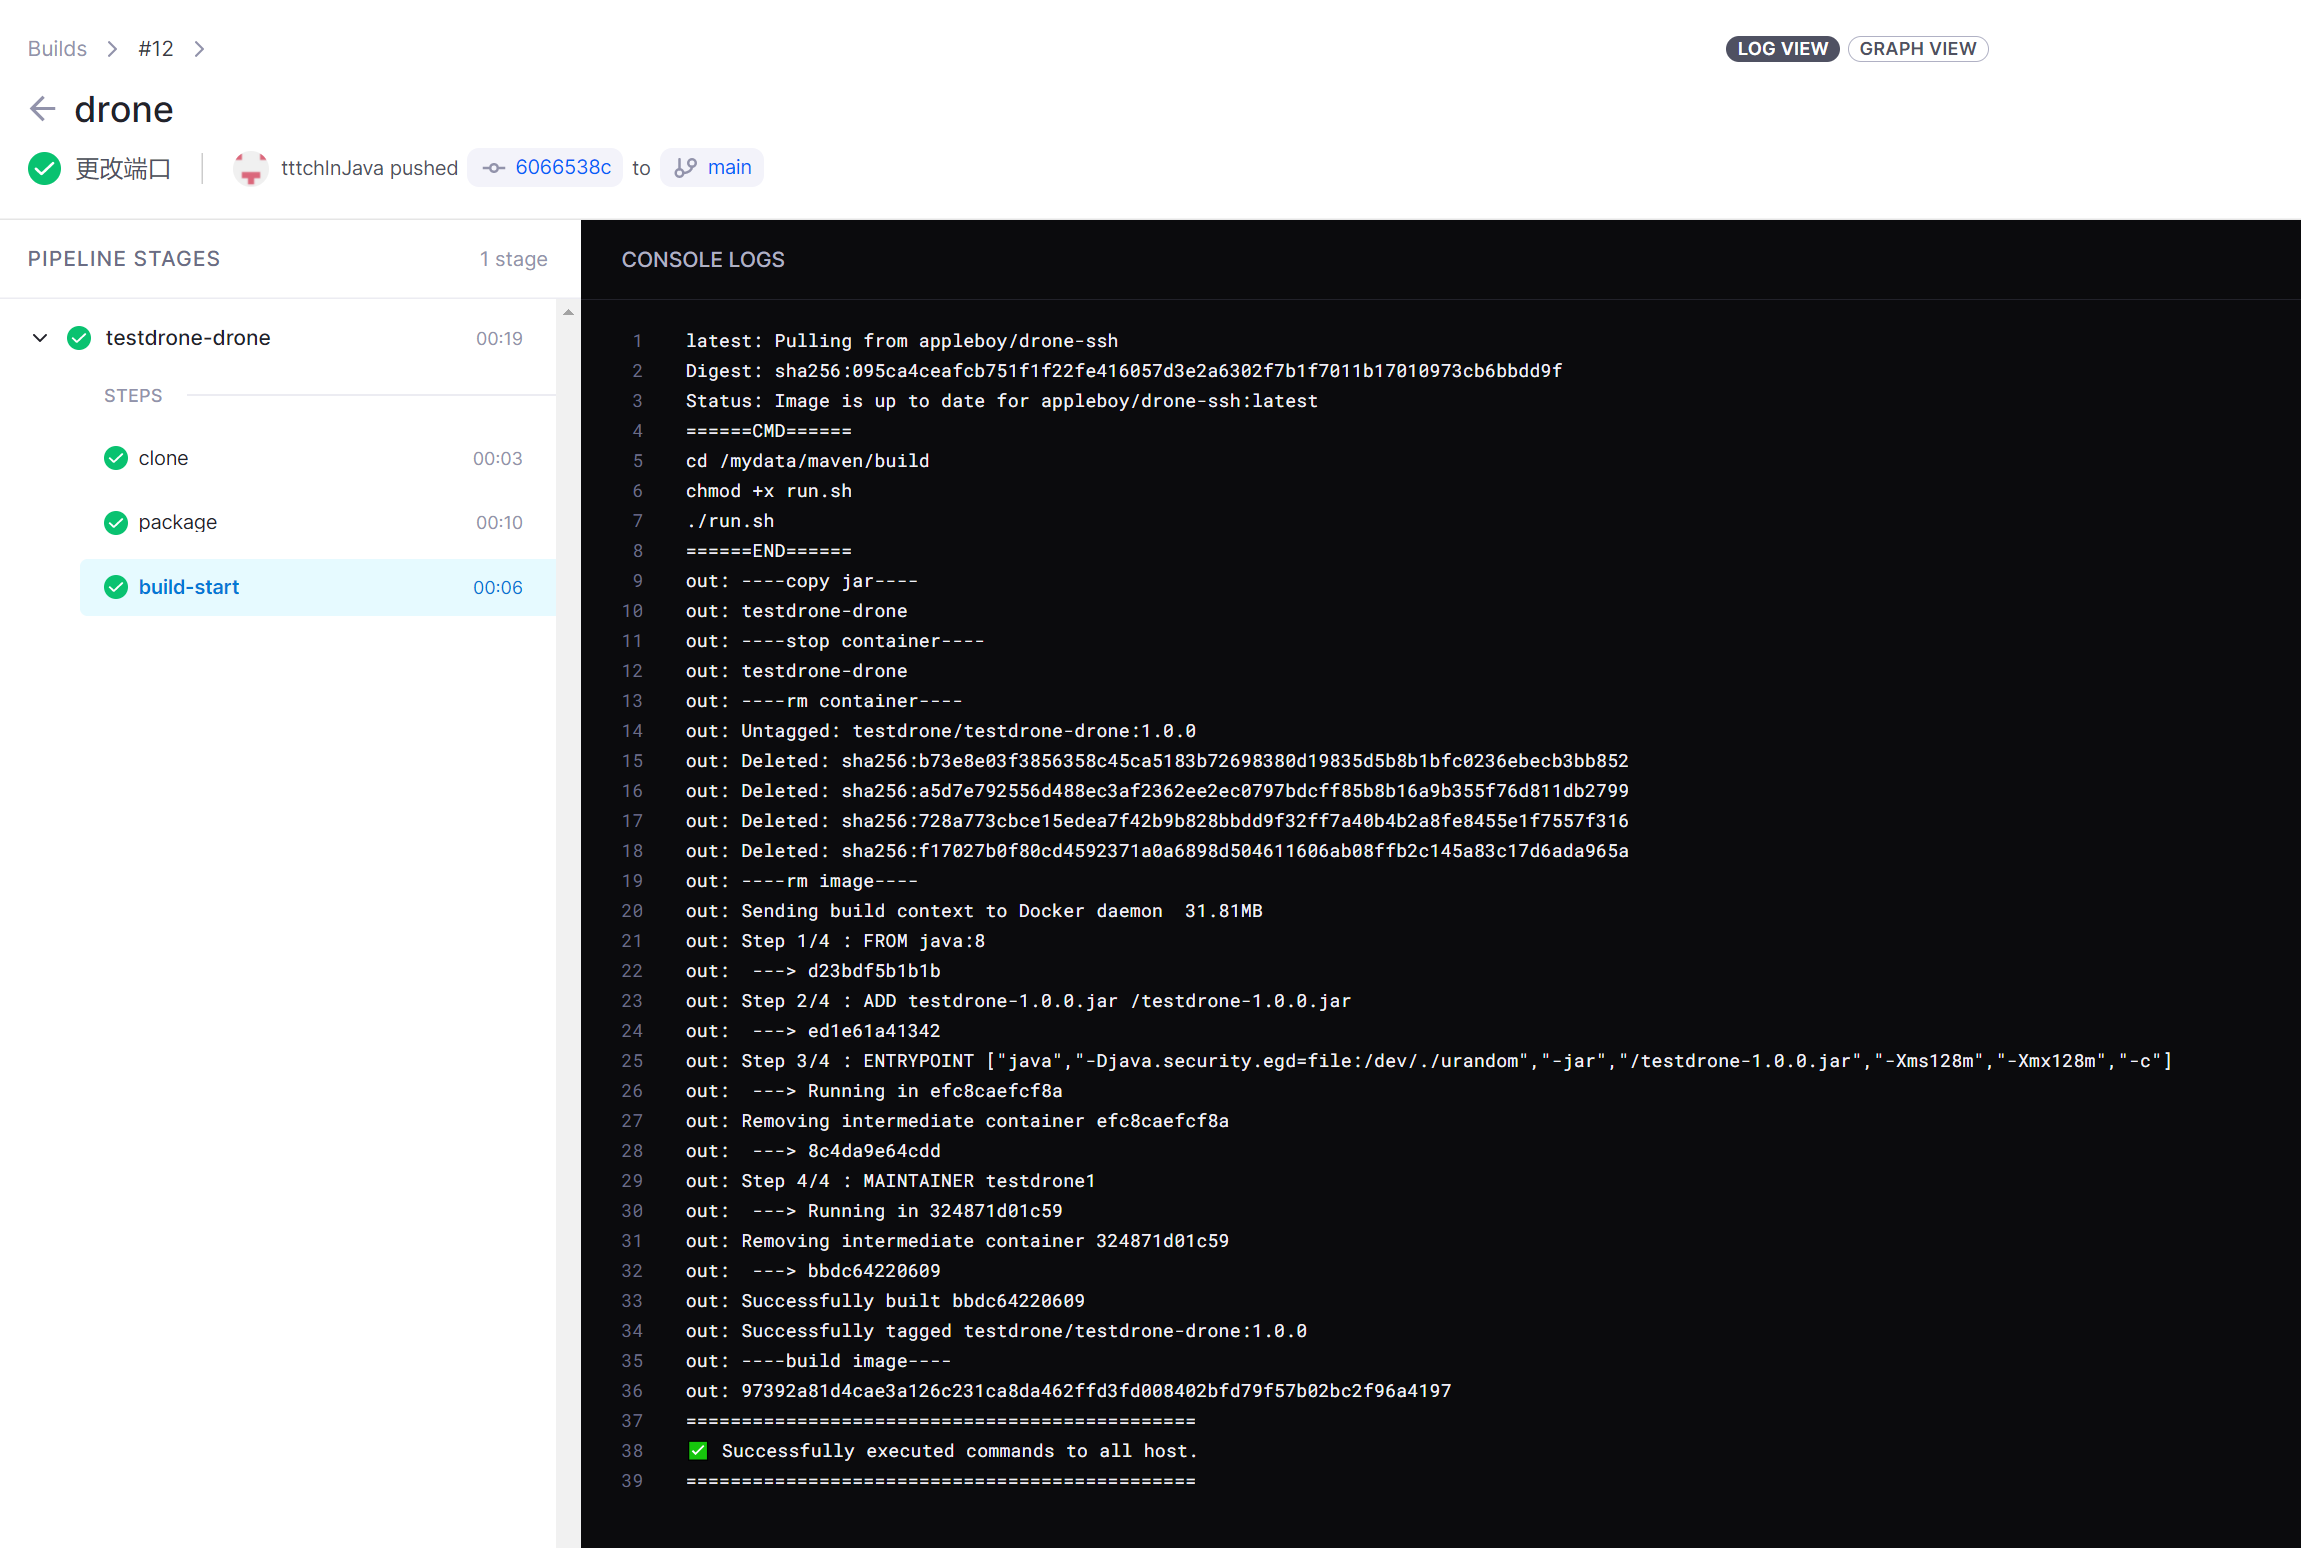 Builds > #12 >
LOG VIEW GRAPH VIEW
drone
更改端口 tttchInJava pushed 6066538c to main
PIPELINE STAGES 1 stage
testdrone-drone 00:19
STEPS
clone 00:03
package 00:10
build-start 00:06
CONSOLE LOGS
1 latest: Pulling from appleboy/drone-ssh
2 Digest: sha256:095ca4ceafcb751f1f22fe416057d3e2a6302f7b1f7011b17010973cb6bbdd9f
3 Status: Image is up to date for appleboy/drone-ssh:latest
4 ======CMD======
5 cd /mydata/maven/build
6 chmod +x run.sh
7 ./run.sh
8 ======END======
9 out: ----copy jar----
10 out: testdrone-drone
11 out: ----stop container----
12 out: testdrone-drone
13 out: ----rm container----
14 out: Untagged: testdrone/testdrone-drone:1.0.0
15 out: Deleted: sha256:b73e8e03f3856358c45ca5183b72698380d19835d5b8b1bfc0236ebecb3bb852
16 out: Deleted: sha256:a5d7e792556d488ec3af2362ee2ec0797bdcff85b8b16a9b355f76d811db2799
17 out: Deleted: sha256:728a773cbce15edea7f42b9b828bbdd9f32ff7a40b4b2a8fe8455e1f7557f316
18 out: Deleted: sha256:f17027b0f80cd4592371a0a6898d504611606ab08ffb2c145a83c17d6ada965a
19 out: ----rm image----
20 out: Sending build context to Docker daemon  31.81MB
21 out: Step 1/4 : FROM java:8
22 out:  ---> d23bdf5b1b1b
23 out: Step 2/4 : ADD testdrone-1.0.0.jar /testdrone-1.0.0.jar
24 out:  ---> ed1e61a41342
25 out: Step 3/4 : ENTRYPOINT ["java","-Djava.security.egd=file:/dev/./urandom","-jar","/testdrone-1.0.0.jar","-Xms128m","-Xmx128m","-c"]
26 out:  ---> Running in efc8caefcf8a
27 out: Removing intermediate container efc8caefcf8a
28 out:  ---> 8c4da9e64cdd
29 out: Step 4/4 : MAINTAINER testdrone1
30 out:  ---> Running in 324871d01c59
31 out: Removing intermediate container 324871d01c59
32 out:  ---> bbdc64220609
33 out: Successfully built bbdc64220609
34 out: Successfully tagged testdrone/testdrone-drone:1.0.0
35 out: ----build image----
36 out: 97392a81d4cae3a126c231ca8da462ffd3fd008402bfd79f57b02bc2f96a4197
37 ==============================================
38 ✅ Successfully executed commands to all host.
39 ==============================================